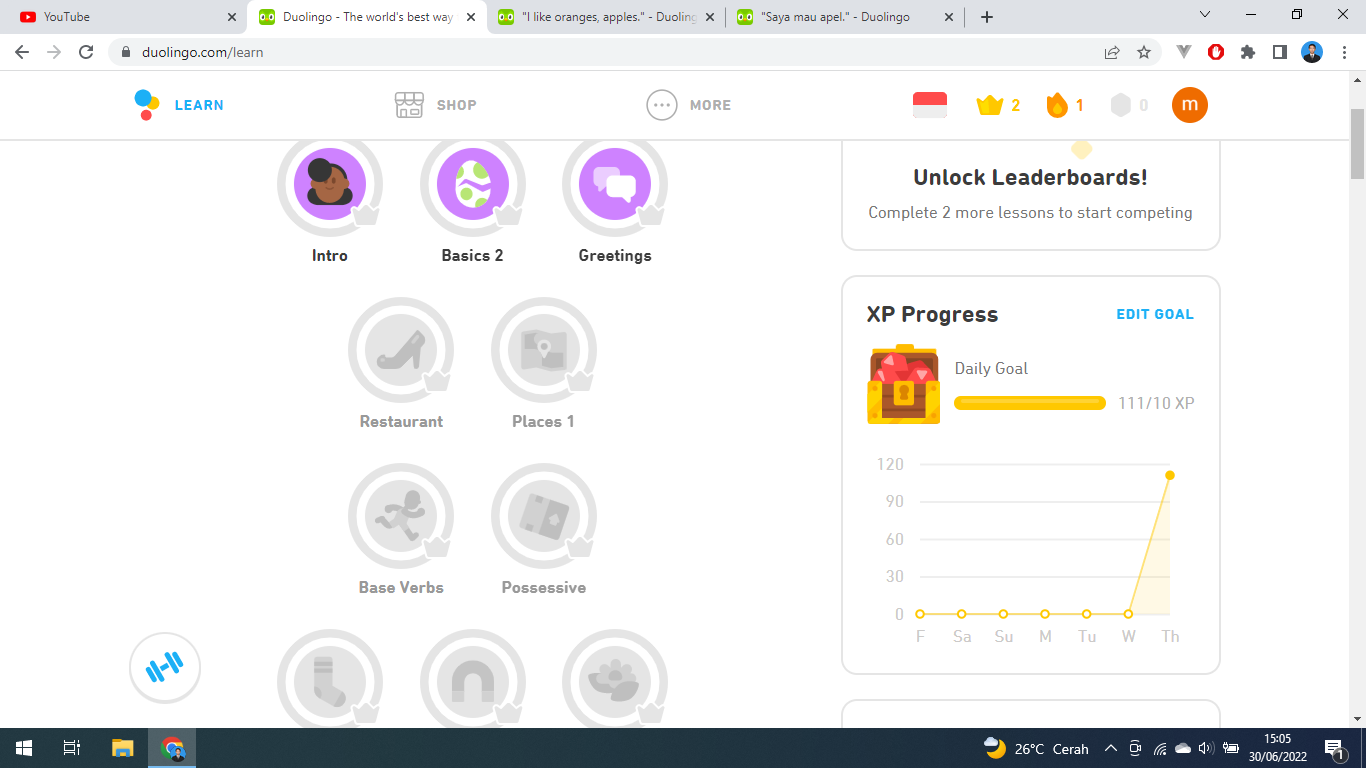 YouTube
Duolingo - The world's best way
"I like oranges, apples." - Duoling
"Saya mau apel." - Duolingo
duolingo.com/learn
LEARN
SHOP
MORE
2
1
0
m
Unlock Leaderboards!
Complete 2 more lessons to start competing
Intro
Basics 2
Greetings
Restaurant
Places 1
Base Verbs
Possessive
XP Progress
EDIT GOAL
Daily Goal
111/10 XP
120
90
60
30
0
F Sa Su M Tu W Th
26°C Cerah
15:05
30/06/2022
1